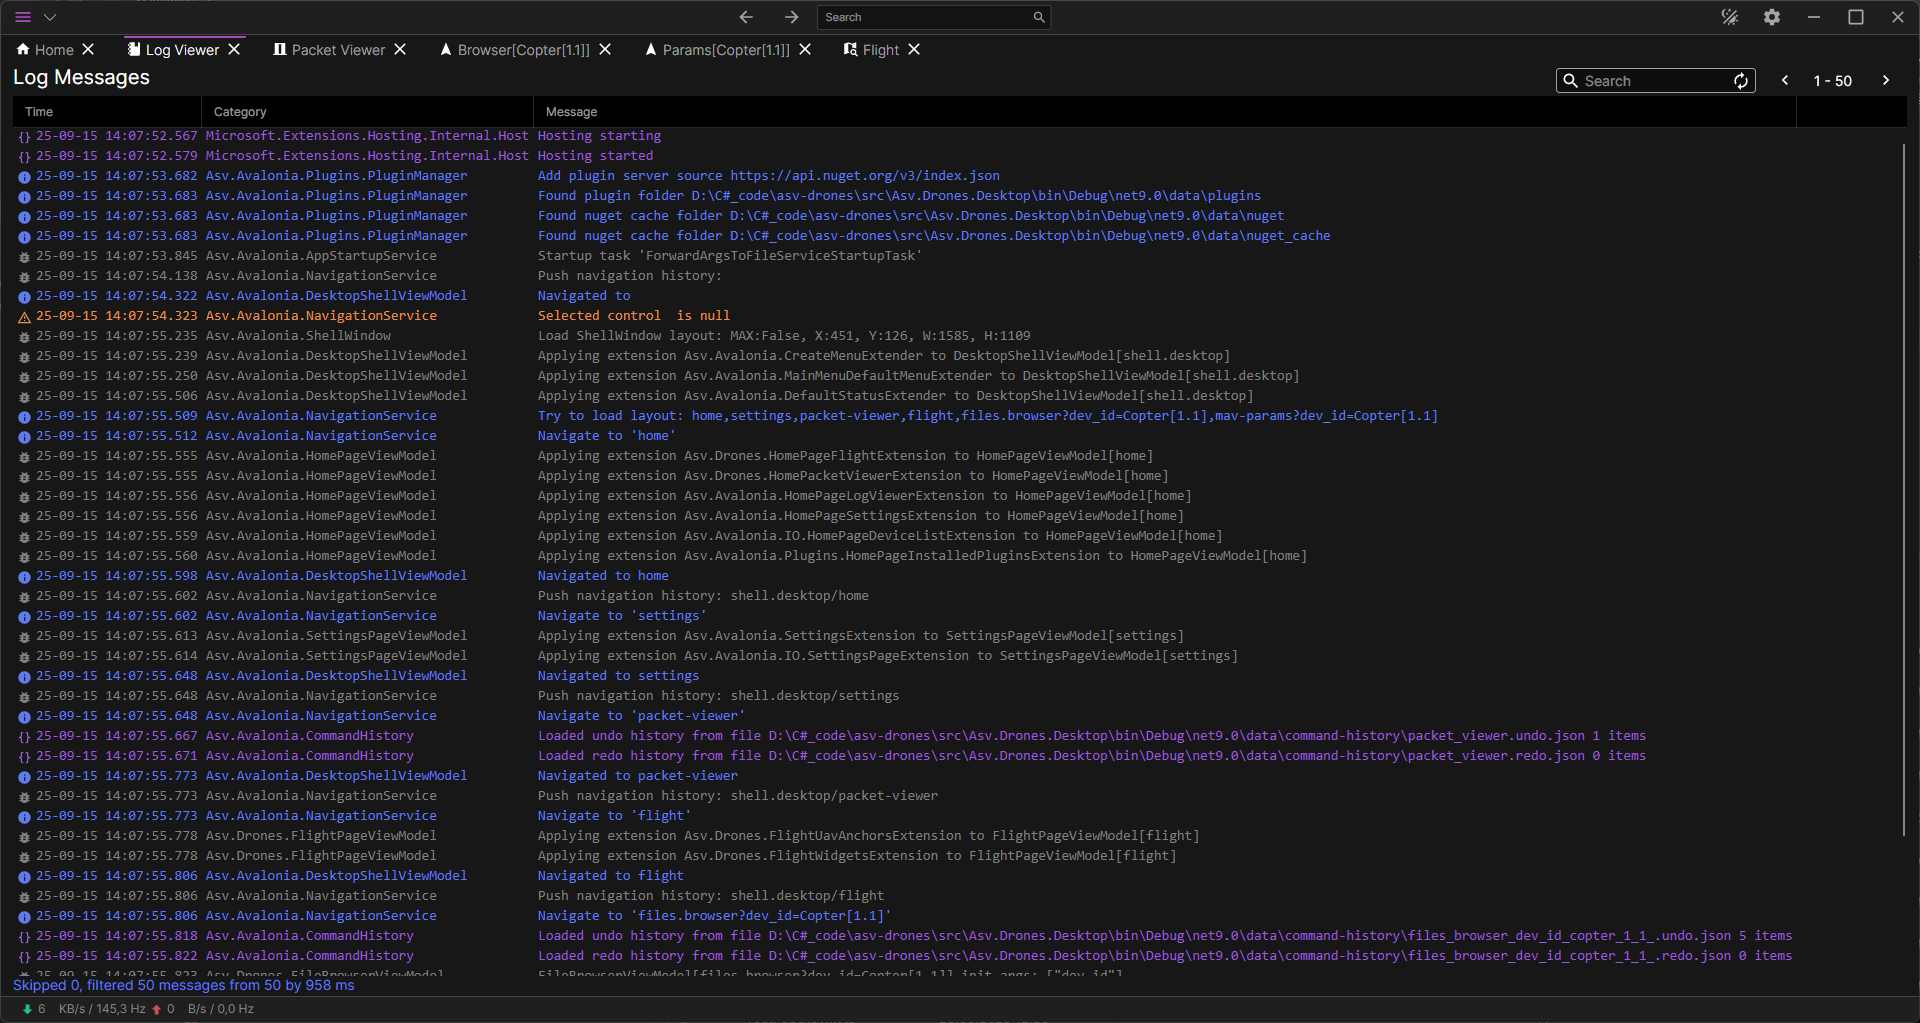 Search
Home Log Viewer Packet Viewer Browser[Copter[1.1]] Params[Copter[1.1]] Flight
Log Messages
Search 1 - 50
Time Category Message
{} 25-09-15 14:07:52.567 Microsoft.Extensions.Hosting.Internal.Host Hosting starting
{} 25-09-15 14:07:52.579 Microsoft.Extensions.Hosting.Internal.Host Hosting started
25-09-15 14:07:53.682 Asv.Avalonia.Plugins.PluginManager Add plugin server source https://api.nuget.org/v3/index.json
25-09-15 14:07:53.683 Asv.Avalonia.Plugins.PluginManager Found plugin folder D:\C#_code\asv-drones\src\Asv.Drones.Desktop\bin\Debug\net9.0\data\plugins
25-09-15 14:07:53.683 Asv.Avalonia.Plugins.PluginManager Found nuget cache folder D:\C#_code\asv-drones\src\Asv.Drones.Desktop\bin\Debug\net9.0\data\nuget
25-09-15 14:07:53.683 Asv.Avalonia.Plugins.PluginManager Found nuget cache folder D:\C#_code\asv-drones\src\Asv.Drones.Desktop\bin\Debug\net9.0\data\nuget_cache
25-09-15 14:07:53.845 Asv.Avalonia.AppStartupService Startup task 'ForwardArgsToFileServiceStartupTask'
25-09-15 14:07:54.138 Asv.Avalonia.NavigationService Push navigation history:
25-09-15 14:07:54.322 Asv.Avalonia.DesktopShellViewModel Navigated to
25-09-15 14:07:54.323 Asv.Avalonia.NavigationService Selected control  is null
25-09-15 14:07:55.235 Asv.Avalonia.ShellWindow Load ShellWindow layout: MAX:False, X:451, Y:126, W:1585, H:1109
25-09-15 14:07:55.239 Asv.Avalonia.DesktopShellViewModel Applying extension Asv.Avalonia.CreateMenuExtender to DesktopShellViewModel[shell.desktop]
25-09-15 14:07:55.250 Asv.Avalonia.DesktopShellViewModel Applying extension Asv.Avalonia.MainMenuDefaultMenuExtender to DesktopShellViewModel[shell.desktop]
25-09-15 14:07:55.506 Asv.Avalonia.DesktopShellViewModel Applying extension Asv.Avalonia.DefaultStatusExtender to DesktopShellViewModel[shell.desktop]
25-09-15 14:07:55.509 Asv.Avalonia.NavigationService Try to load layout: home,settings,packet-viewer,flight,files.browser?dev_id=Copter[1.1],mav-params?dev_id=Copter[1.1]
25-09-15 14:07:55.512 Asv.Avalonia.NavigationService Navigate to 'home'
25-09-15 14:07:55.555 Asv.Avalonia.HomePageViewModel Applying extension Asv.Drones.HomePageFlightExtension to HomePageViewModel[home]
25-09-15 14:07:55.555 Asv.Avalonia.HomePageViewModel Applying extension Asv.Drones.HomePacketViewerExtension to HomePageViewModel[home]
25-09-15 14:07:55.556 Asv.Avalonia.HomePageViewModel Applying extension Asv.Avalonia.HomePageLogViewerExtension to HomePageViewModel[home]
25-09-15 14:07:55.556 Asv.Avalonia.HomePageViewModel Applying extension Asv.Avalonia.HomePageSettingsExtension to HomePageViewModel[home]
25-09-15 14:07:55.559 Asv.Avalonia.HomePageViewModel Applying extension Asv.Avalonia.IO.HomePageDeviceListExtension to HomePageViewModel[home]
25-09-15 14:07:55.560 Asv.Avalonia.HomePageViewModel Applying extension Asv.Avalonia.Plugins.HomePageInstalledPluginsExtension to HomePageViewModel[home]
25-09-15 14:07:55.598 Asv.Avalonia.DesktopShellViewModel Navigated to home
25-09-15 14:07:55.602 Asv.Avalonia.NavigationService Push navigation history: shell.desktop/home
25-09-15 14:07:55.602 Asv.Avalonia.NavigationService Navigate to 'settings'
25-09-15 14:07:55.613 Asv.Avalonia.SettingsPageViewModel Applying extension Asv.Avalonia.SettingsExtension to SettingsPageViewModel[settings]
25-09-15 14:07:55.614 Asv.Avalonia.SettingsPageViewModel Applying extension Asv.Avalonia.IO.SettingsPageExtension to SettingsPageViewModel[settings]
25-09-15 14:07:55.648 Asv.Avalonia.DesktopShellViewModel Navigated to settings
25-09-15 14:07:55.648 Asv.Avalonia.NavigationService Push navigation history: shell.desktop/settings
25-09-15 14:07:55.648 Asv.Avalonia.NavigationService Navigate to 'packet-viewer'
{} 25-09-15 14:07:55.667 Asv.Avalonia.CommandHistory Loaded undo history from file D:\C#_code\asv-drones\src\Asv.Drones.Desktop\bin\Debug\net9.0\data\command-history\packet_viewer.undo.json 1 items
{} 25-09-15 14:07:55.671 Asv.Avalonia.CommandHistory Loaded redo history from file D:\C#_code\asv-drones\src\Asv.Drones.Desktop\bin\Debug\net9.0\data\command-history\packet_viewer.redo.json 0 items
25-09-15 14:07:55.773 Asv.Avalonia.DesktopShellViewModel Navigated to packet-viewer
25-09-15 14:07:55.773 Asv.Avalonia.NavigationService Push navigation history: shell.desktop/packet-viewer
25-09-15 14:07:55.773 Asv.Avalonia.NavigationService Navigate to 'flight'
25-09-15 14:07:55.778 Asv.Drones.FlightPageViewModel Applying extension Asv.Drones.FlightUavAnchorsExtension to FlightPageViewModel[flight]
25-09-15 14:07:55.778 Asv.Drones.FlightPageViewModel Applying extension Asv.Drones.FlightWidgetsExtension to FlightPageViewModel[flight]
25-09-15 14:07:55.806 Asv.Avalonia.DesktopShellViewModel Navigated to flight
25-09-15 14:07:55.806 Asv.Avalonia.NavigationService Push navigation history: shell.desktop/flight
25-09-15 14:07:55.806 Asv.Avalonia.NavigationService Navigate to 'files.browser?dev_id=Copter[1.1]'
{} 25-09-15 14:07:55.818 Asv.Avalonia.CommandHistory Loaded undo history from file D:\C#_code\asv-drones\src\Asv.Drones.Desktop\bin\Debug\net9.0\data\command-history\files_browser_dev_id_copter_1_1_.undo.json 5 items
{} 25-09-15 14:07:55.822 Asv.Avalonia.CommandHistory Loaded redo history from file D:\C#_code\asv-drones\src\Asv.Drones.Desktop\bin\Debug\net9.0\data\command-history\files_browser_dev_id_copter_1_1_.redo.json 0 items
25-09-15 14:07:55.823 Asv.Drones.FileBrowserViewModel FileBrowserViewModel[files.browser?dev_id=Copter[1.1]] init args: ["dev_id"]
Skipped 0, filtered 50 messages from 50 by 958 ms
6 KB/s / 145,3 Hz 0 B/s / 0,0 Hz